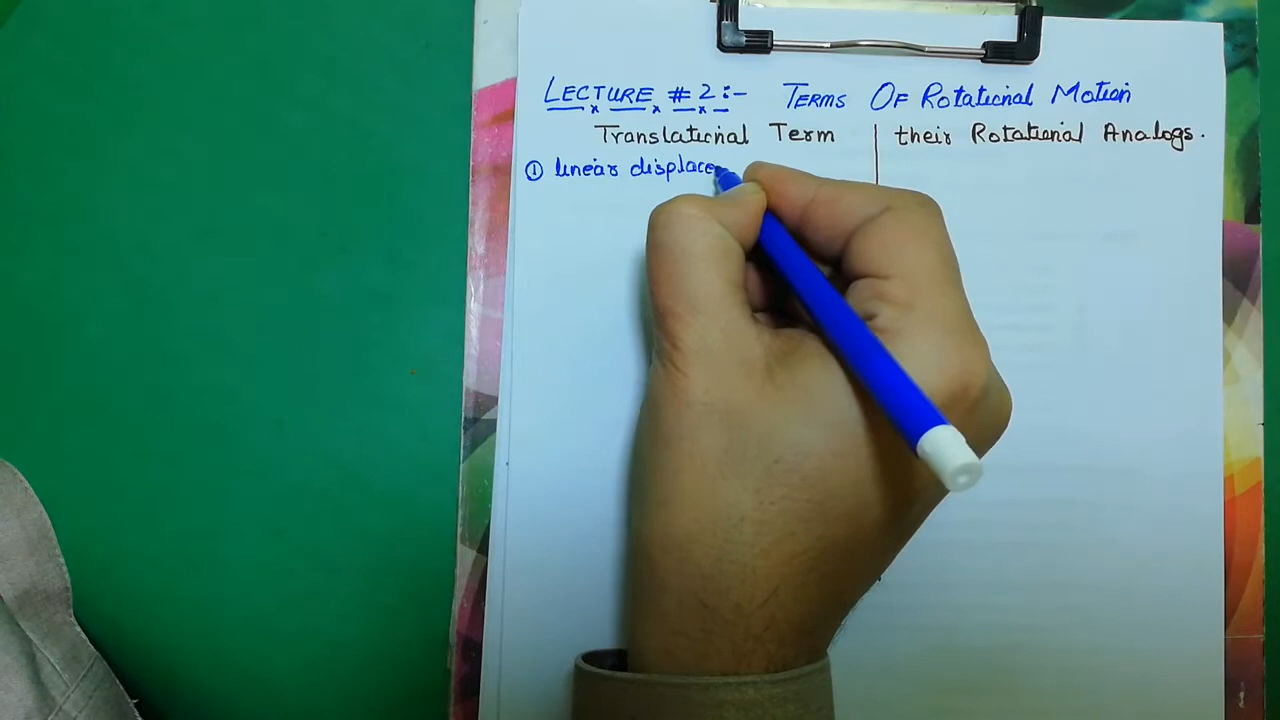 LECTURE # 2 :- TERMS OF Rotational Motion
Translational Term | their Rotational Analogs.
① linear displace